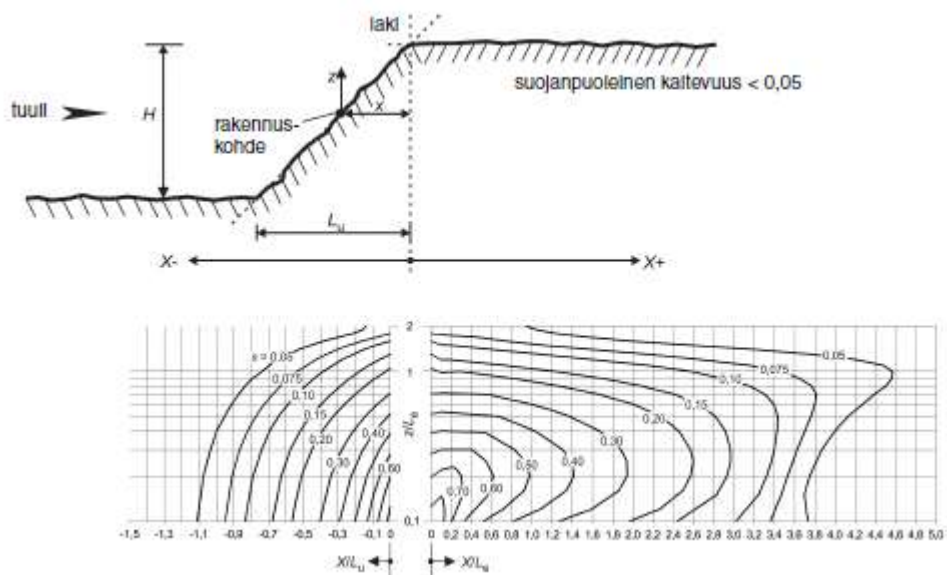 laki
suojanpuoleinen kaltevuus < 0,05
tuuli
H
z
x
rakennus-
kohde
Lu
X-
X+
2
1
0,1
z/Le
s = 0,05
0,075
0,10
0,15
0,20
0,30
0,40
0,60
0,05
0,075
0,10
0,15
0,20
0,30
0,40
0,50
0,60
0,70
-1,5 -1,1 -0,9 -0,7 -0,5 -0,3 -0,1 0
0 0,2 0,4 0,6 0,8 1,0 1,2 1,4 1,6 1,8 2,0 2,2 2,4 2,6 2,8 3,0 3,2 3,4 3,6 3,8 4,0 4,2 4,4 4,6 4,8 5,0
X/Lu
X/Le